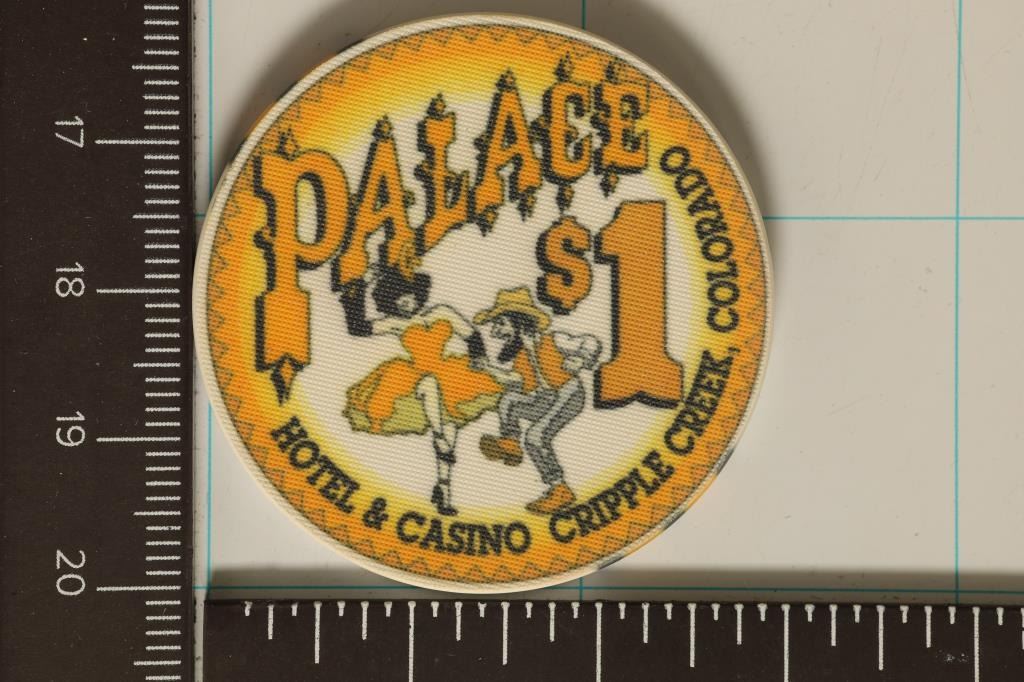 PALACE
$1
HOTEL & CASINO CRIPPLE CREEK, COLORADO
17
18
19
20